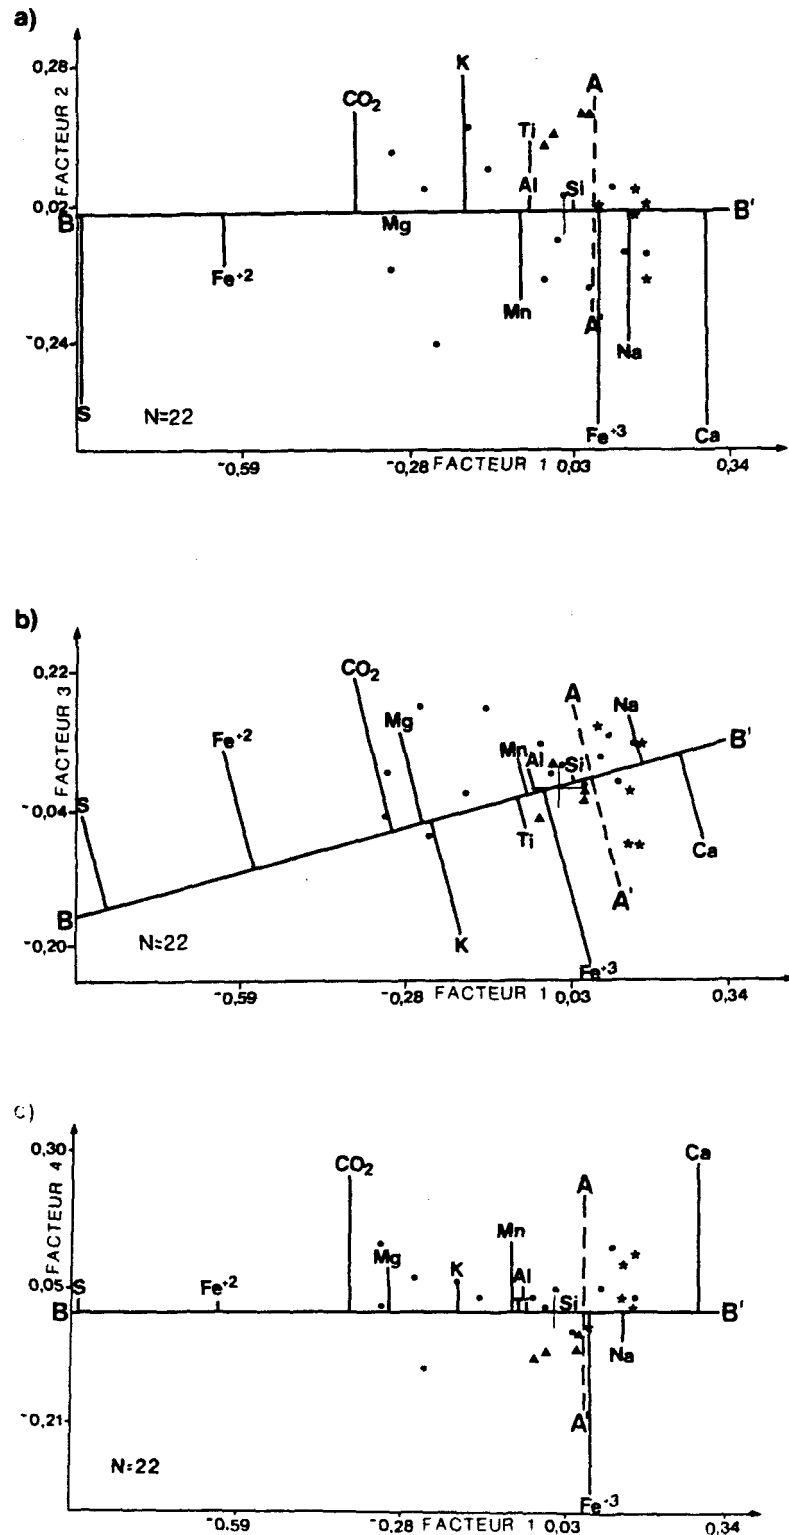 a)
0,28
FACTEUR 2
K
A
CO₂
Ti
Al
Si
0,02
B
B'
Mg
Fe⁺²
Mn
A'
Na
-0,24
S
N=22
Fe⁺³
Ca
-0,59
-0,28
FACTEUR 1
0,03
0,34
b)
0,22
FACTEUR 3
CO₂
A
Na
Mg
Fe⁺²
B'
Mn
Al
Si
S
-0,04
Ti
Ca
A'
B
-0,20
N=22
K
Fe⁺³
-0,59
-0,28
FACTEUR 1
0,03
0,34
c)
0,30
FACTEUR 4
CO₂
Ca
A
Mn
Mg
K
Al
0,05
S
Fe⁺²
Ti
Si
B
B'
Na
-0,21
A'
N=22
Fe⁺³
-0.59
-0.28
FACTEUR 1
0,03
0,34